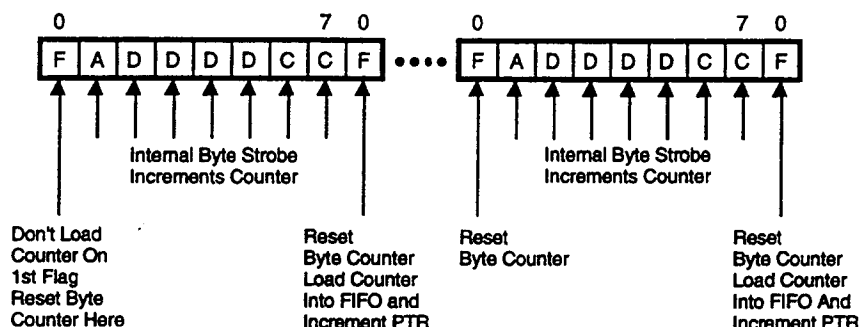 0 7 0 0 7 0
F A D D D D C C F •••• F A D D D D C C F
Internal Byte Strobe
Increments Counter
Internal Byte Strobe
Increments Counter
Don't Load
Counter On
1st Flag
Reset Byte
Counter Here
Reset
Byte Counter
Load Counter
Into FIFO and
Increment PTR
Reset
Byte Counter
Reset
Byte Counter
Load Counter
Into FIFO And
Increment PTR